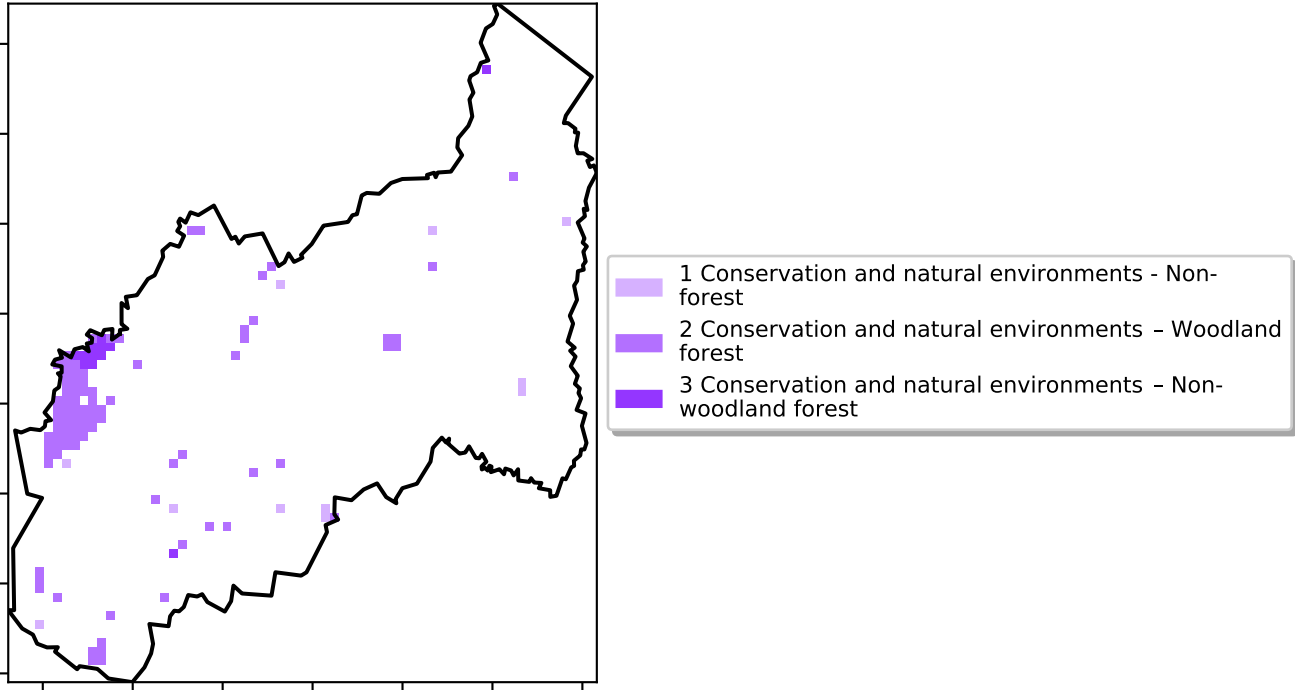 1 Conservation and natural environments - Non-
forest
2 Conservation and natural environments – Woodland
forest
3 Conservation and natural environments – Non-
woodland forest